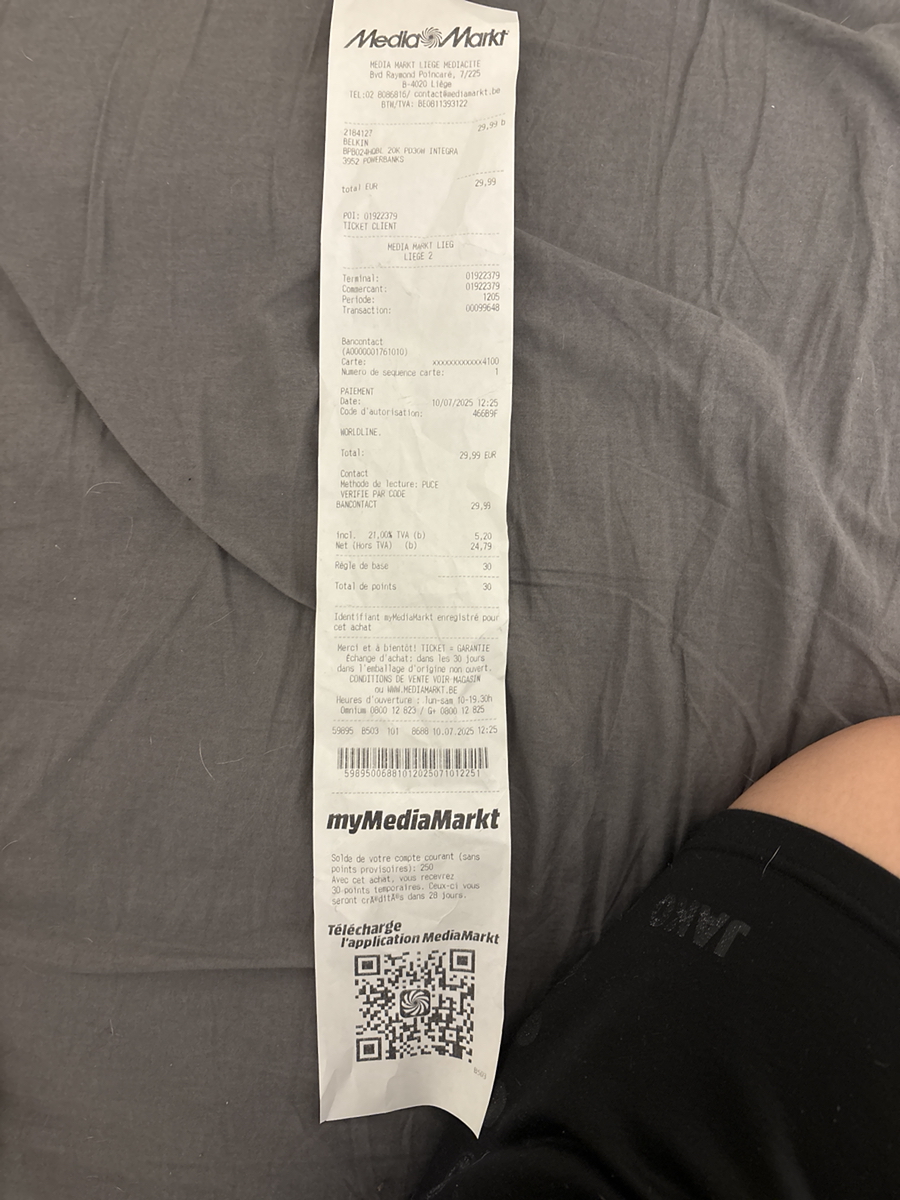 Media Markt
MEDIA MARKT LIEGE MEDIACITE
Bvd Raymond Poincaré, 7/225
B-4020 Liège
TEL:02 8086816/ contact@mediamarkt.be
BTW/TVA: BE0811393122
2184127 29,99 b
BELKIN
20K INTEGRA
3952 POWERBANKS
total EUR 29,99
POI: 01922379
TICKET CLIENT
MEDIA MARKT LIEG
LIEGE 2
Terminal: 01922379
Commercant: 01922379
Periode: 1205
Transaction: 00099648
Bancontact
(A0000001761010)
Carte: xxxxxxxxxxxx4100
Numero de sequence carte: 1
PAIEMENT
Date: 10/07/2025 12:25
Code d'autorisation: 466B9F
WORLDLINE.
Total: 29,99 EUR
Contact
Methode de lecture: PUCE
VERIFIE PAR CODE
BANCONTACT 29,99
incl. 21,00% TVA (b) 5,20
Net (Hors TVA) (b) 24,79
Règle de base 30
Total de points 30
Identifiant myMediaMarkt enregistré pour
cet achat
Merci et à bientôt! TICKET = GARANTIE
Échange d'achat: dans les 30 jours
dans l'emballage d'origine non ouvert.
CONDITIONS DE VENTE VOIR MAGASIN
ou WWW.MEDIAMARKT.BE
Heures d'ouverture : lun-sam 10-19.30h
Omnium 0800 12 823 / G+ 0800 12 825
59895 B503 101 8688 10.07.2025 12:25
59895006881012025071012251
myMediaMarkt
Solde de votre compte courant (sans
points provisoires): 250
Avec cet achat, vous recevrez
30 points temporaires. Ceux-ci vous
seront crÃ©ditÃ©s dans 28 jours.
Télécharge
l'application MediaMarkt
B503